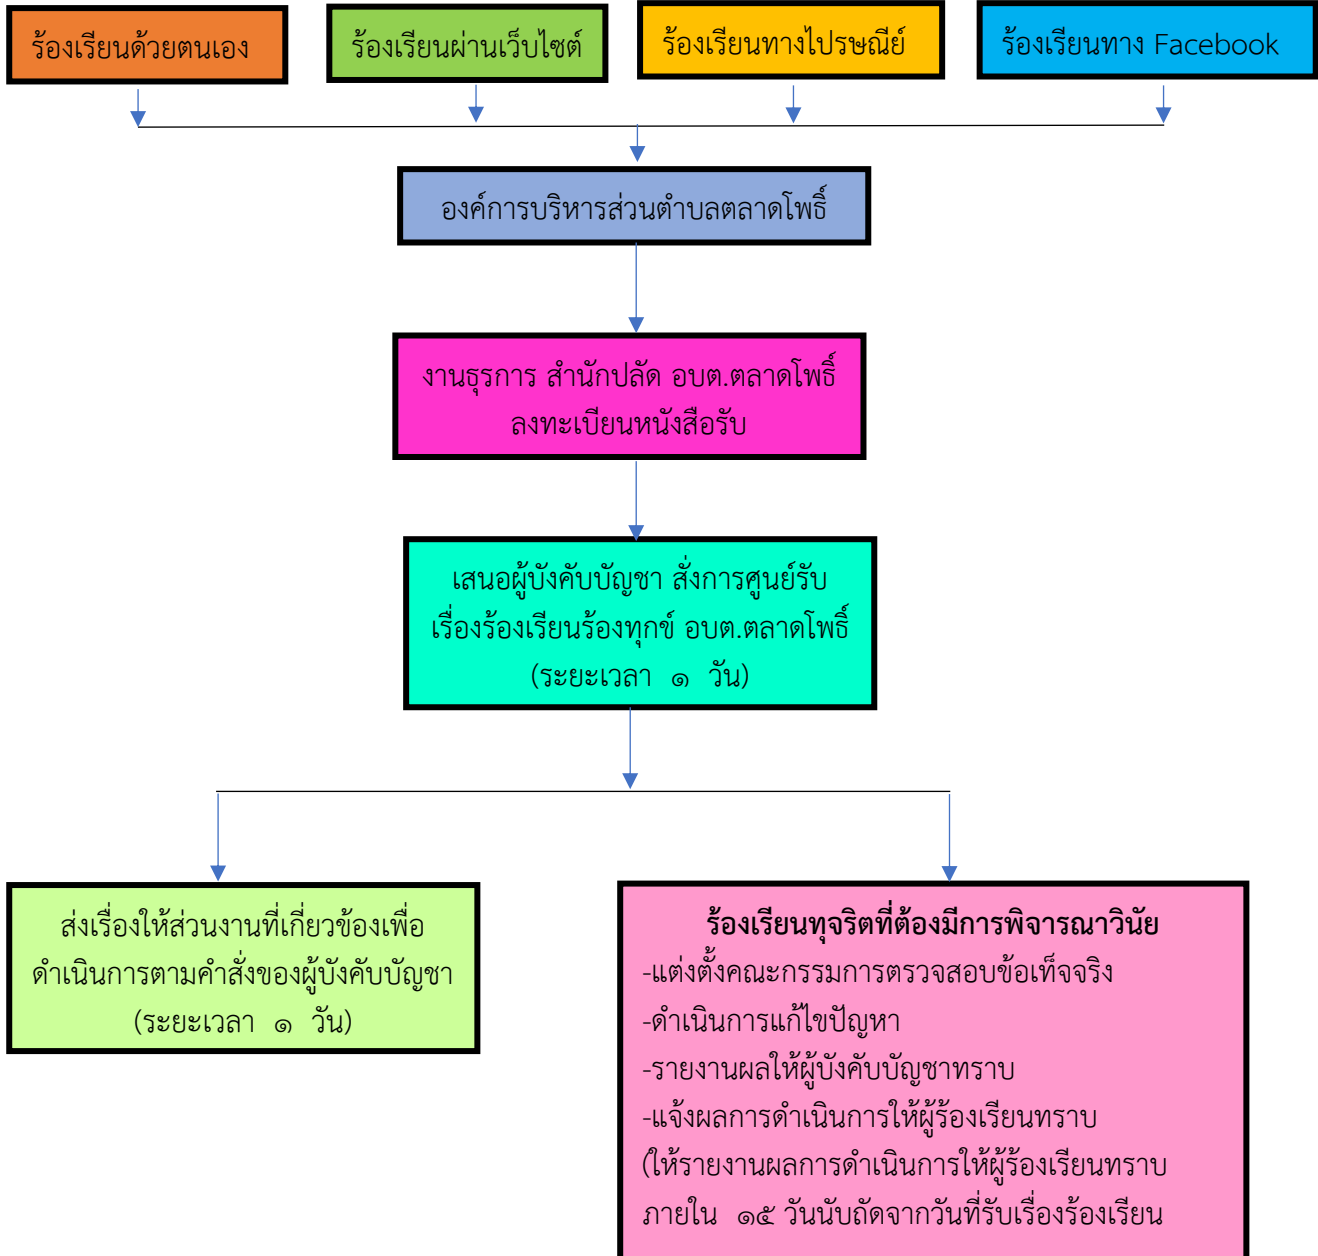 ร้องเรียนด้วยตนเอง
ร้องเรียนผ่านเว็บไซต์
ร้องเรียนทางไปรษณีย์
ร้องเรียนทาง Facebook
องค์การบริหารส่วนตำบลตลาดโพธิ์
งานธุรการ สำนักปลัด อบต.ตลาดโพธิ์
ลงทะเบียนหนังสือรับ
เสนอผู้บังคับบัญชา สั่งการศูนย์รับ
เรื่องร้องเรียนร้องทุกข์ อบต.ตลาดโพธิ์
(ระยะเวลา ๑ วัน)
ส่งเรื่องให้ส่วนงานที่เกี่ยวข้องเพื่อ
ดำเนินการตามคำสั่งของผู้บังคับบัญชา
(ระยะเวลา ๑ วัน)
ร้องเรียนทุจริตที่ต้องมีการพิจารณาวินัย
-แต่งตั้งคณะกรรมการตรวจสอบข้อเท็จจริง
-ดำเนินการแก้ไขปัญหา
-รายงานผลให้ผู้บังคับบัญชาทราบ
-แจ้งผลการดำเนินการให้ผู้ร้องเรียนทราบ
(ให้รายงานผลการดำเนินการให้ผู้ร้องเรียนทราบ
ภายใน ๑๕ วันนับถัดจากวันที่รับเรื่องร้องเรียน